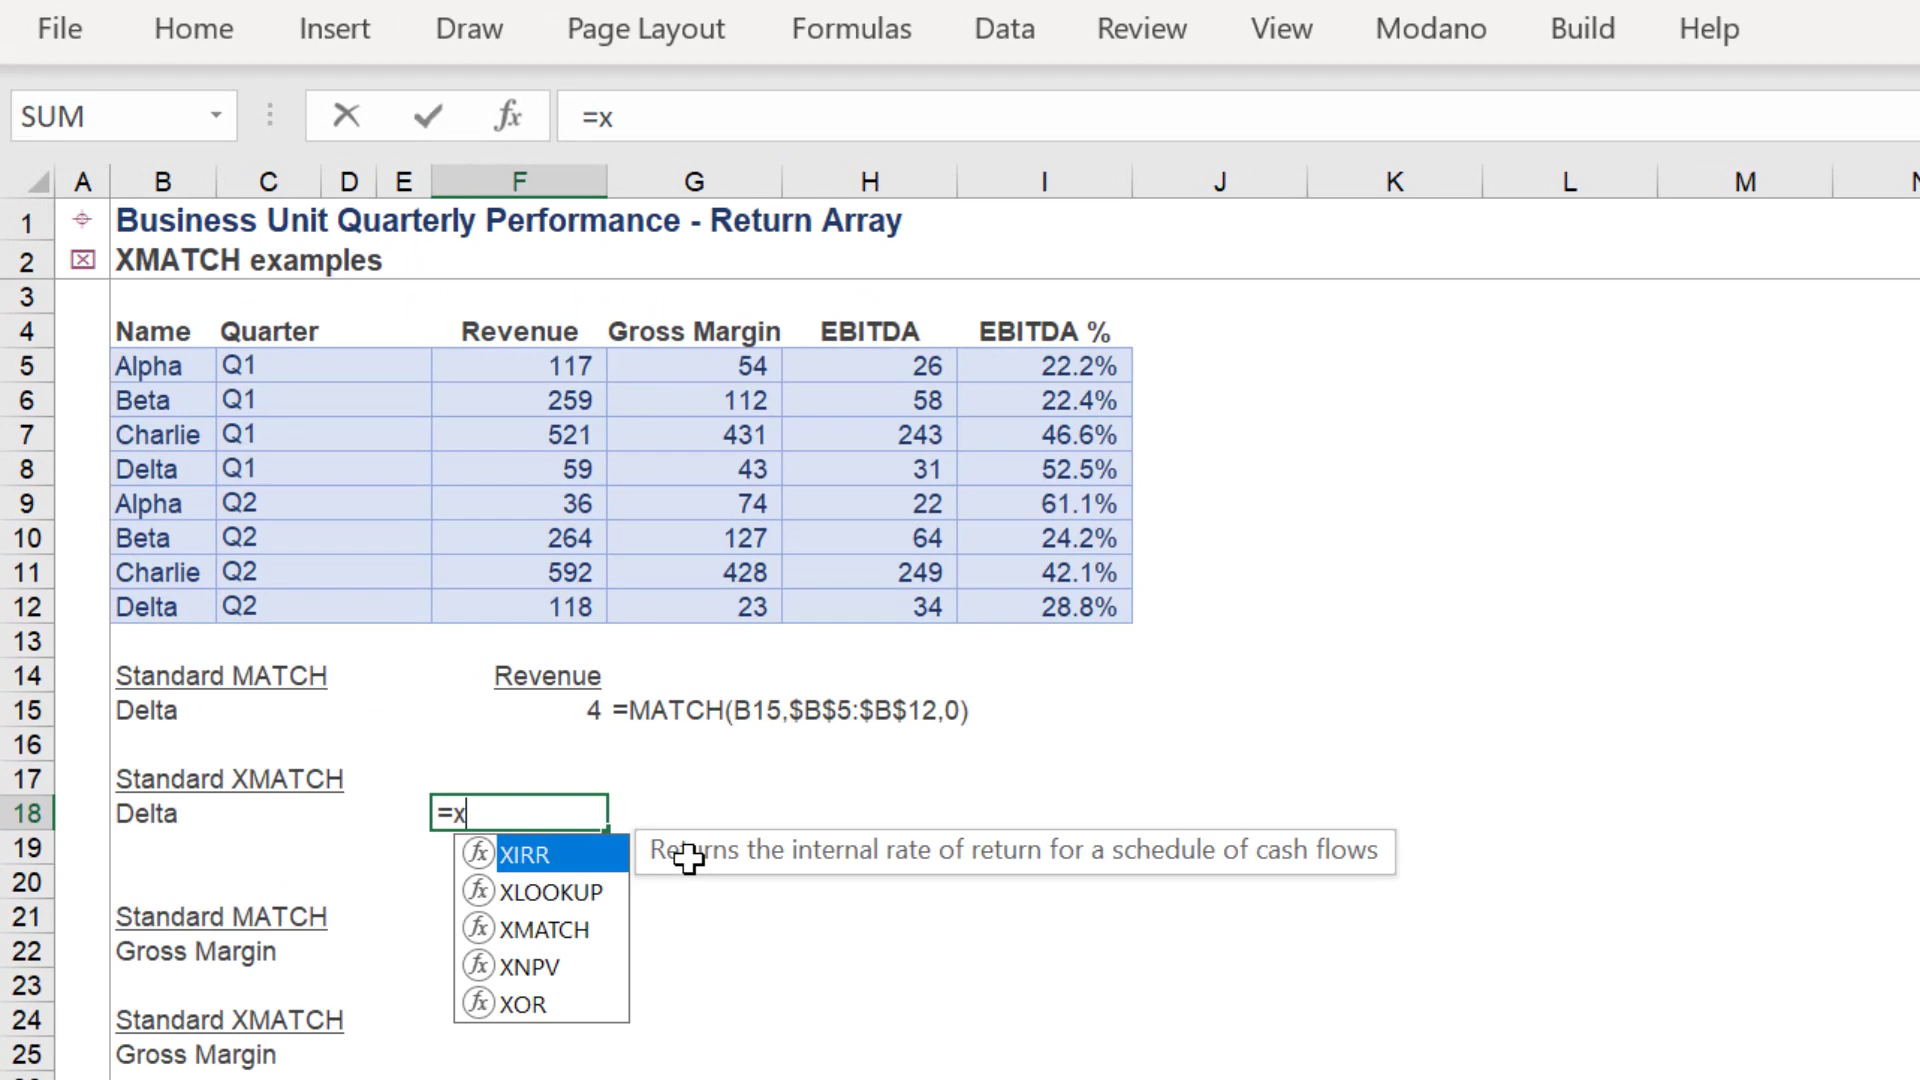 File Home Insert Draw Page Layout Formulas Data Review View Modano Build Help
SUM fx =x
A B C D E F G H I J K L M N
1 Business Unit Quarterly Performance - Return Array
2 XMATCH examples
3
4 Name Quarter Revenue Gross Margin EBITDA EBITDA %
5 Alpha Q1 117 54 26 22.2%
6 Beta Q1 259 112 58 22.4%
7 Charlie Q1 521 431 243 46.6%
8 Delta Q1 59 43 31 52.5%
9 Alpha Q2 36 74 22 61.1%
10 Beta Q2 264 127 64 24.2%
11 Charlie Q2 592 428 249 42.1%
12 Delta Q2 118 23 34 28.8%
13
14 Standard MATCH Revenue
15 Delta 4 =MATCH(B15,$B$5:$B$12,0)
16
17 Standard XMATCH
18 Delta =x
19 fx XIRR Returns the internal rate of return for a schedule of cash flows
20 fx XLOOKUP
21 Standard MATCH fx XMATCH
22 Gross Margin fx XNPV
23 fx XOR
24 Standard XMATCH
25 Gross Margin